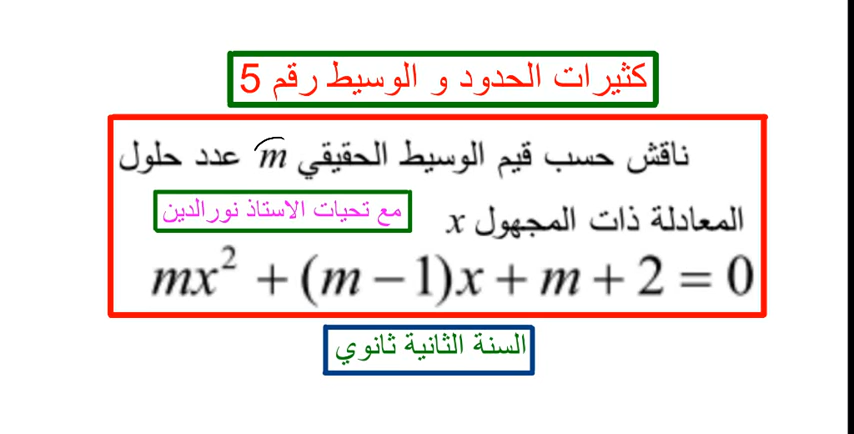 كثيرات الحدود و الوسيط رقم 5
ناقش حسب قيم الوسيط الحقيقي m عدد حلول
المعادلة ذات المجهول x
مع تحيات الاستاذ نورالدين
mx² + (m − 1)x + m + 2 = 0
السنة الثانية ثانوي